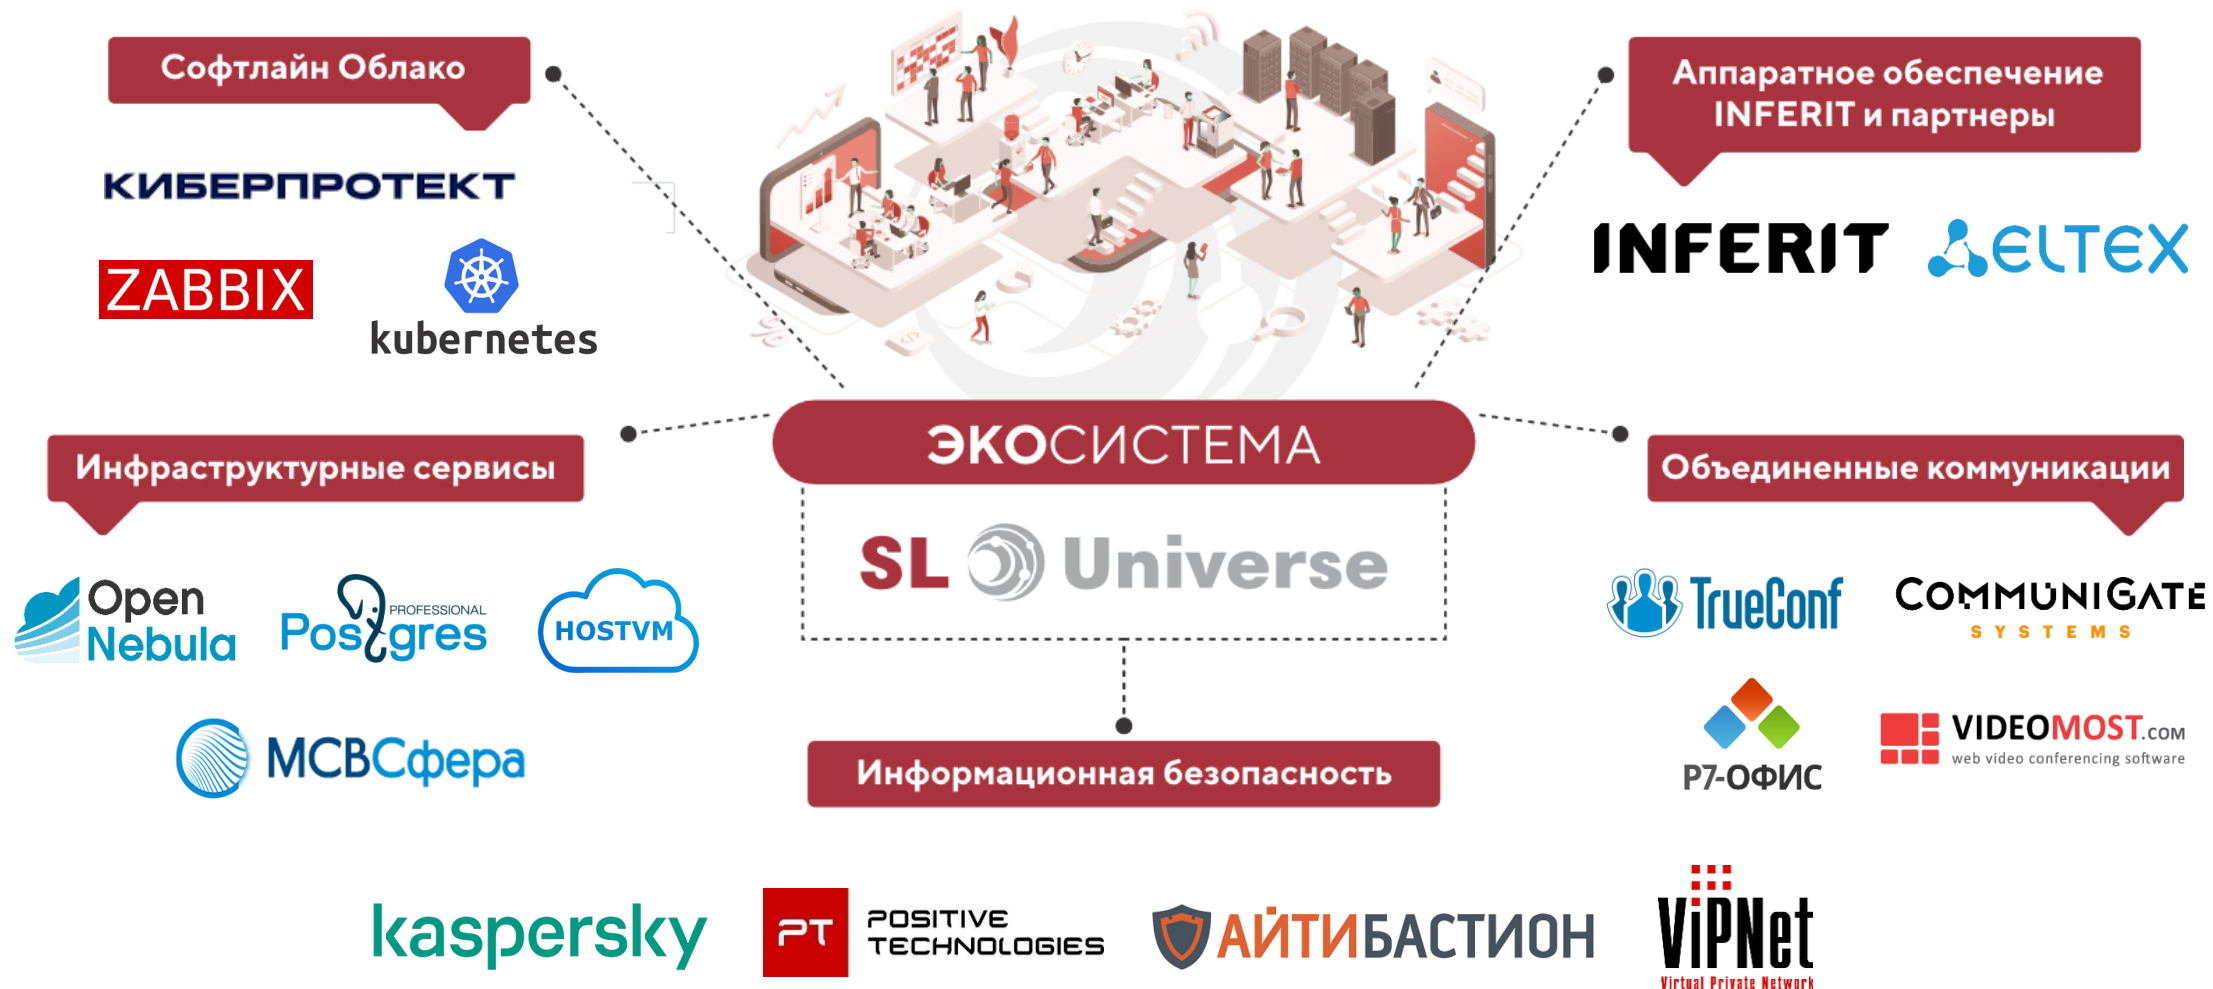 Софтлайн Облако
КИБЕРПРОТЕКТ
ZABBIX
kubernetes
Аппаратное обеспечение
INFERIT и партнеры
INFERIT
ELTEX
ЭКОСИСТЕМА
SL Universe
Инфраструктурные сервисы
Open
Nebula
PROFESSIONAL
Postgres
HOSTVM
МСВСфера
Объединенные коммуникации
TrueConf
COMMUNIGATE
SYSTEMS
Р7-ОФИС
VIDEOMOST.COM
web video conferencing software
Информационная безопасность
kaspersky
PT
POSITIVE
TECHNOLOGIES
АЙТИБАСТИОН
ViPNet
Virtual Private Network